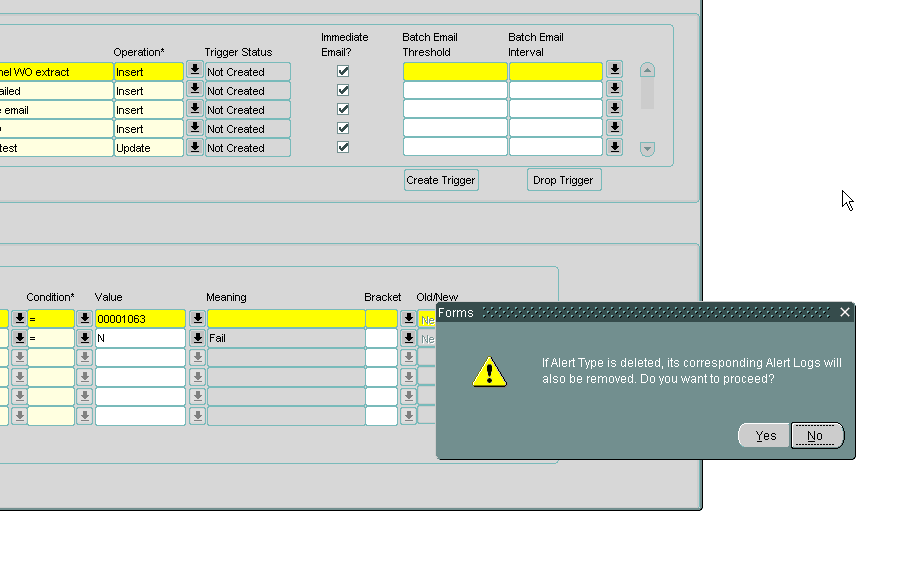 Immediate Batch Email Batch Email
Operation* Trigger Status Email? Threshold Interval
nel WO extract Insert Not Created
ailed Insert Not Created
e email Insert Not Created
Insert Not Created
test Update Not Created
Create Trigger Drop Trigger
Condition* Value Meaning Bracket Old/New
= 00001063 Ne
= N Fail Ne
Forms
If Alert Type is deleted, its corresponding Alert Logs will
also be removed. Do you want to proceed?
Yes No